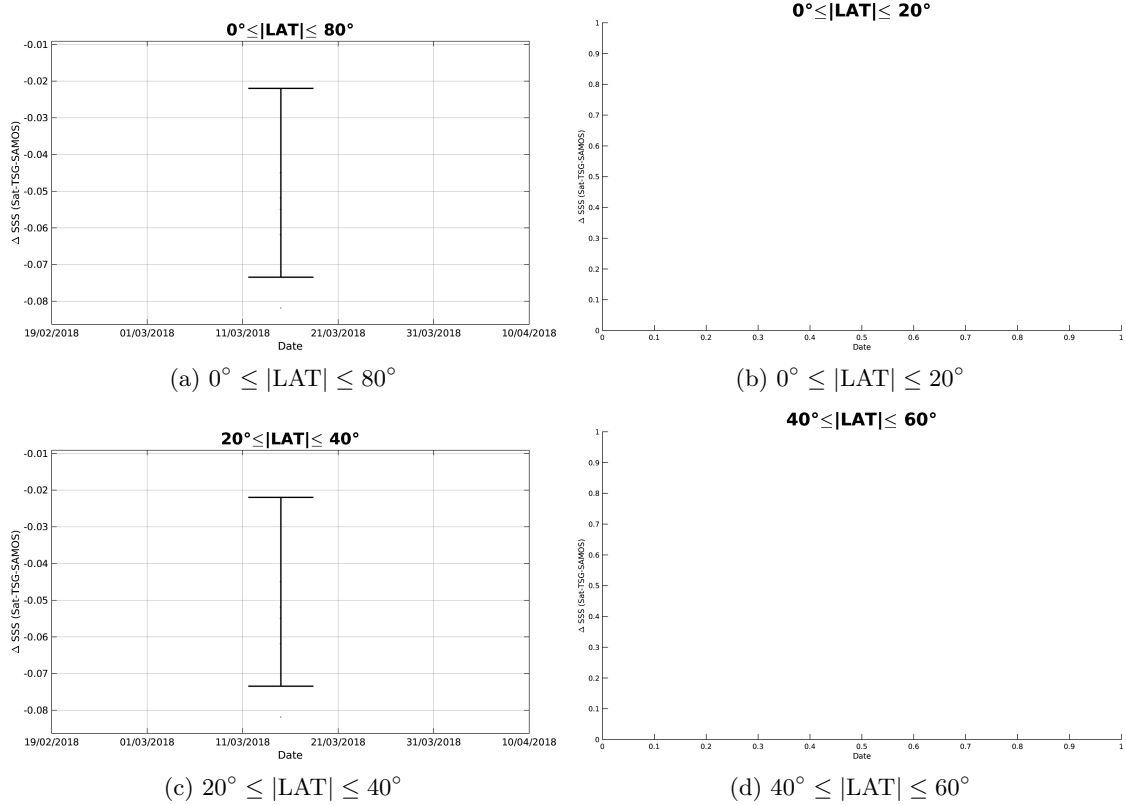 0°≤|LAT|≤ 80°
-0.01
-0.02
-0.03
-0.04
-0.05
-0.06
-0.07
-0.08
Δ SSS (Sat-TSG-SAMOS)
19/02/2018 01/03/2018 11/03/2018 21/03/2018 31/03/2018 10/04/2018
Date
(a) 0° ≤ |LAT| ≤ 80°
0°≤|LAT|≤ 20°
1
0.9
0.8
0.7
0.6
0.5
0.4
0.3
0.2
0.1
0
Δ SSS (Sat-TSG-SAMOS)
0 0.1 0.2 0.3 0.4 0.5 0.6 0.7 0.8 0.9 1
Date
(b) 0° ≤ |LAT| ≤ 20°
20°≤|LAT|≤ 40°
-0.01
-0.02
-0.03
-0.04
-0.05
-0.06
-0.07
-0.08
Δ SSS (Sat-TSG-SAMOS)
19/02/2018 01/03/2018 11/03/2018 21/03/2018 31/03/2018 10/04/2018
Date
(c) 20° ≤ |LAT| ≤ 40°
40°≤|LAT|≤ 60°
1
0.9
0.8
0.7
0.6
0.5
0.4
0.3
0.2
0.1
0
Δ SSS (Sat-TSG-SAMOS)
0 0.1 0.2 0.3 0.4 0.5 0.6 0.7 0.8 0.9 1
Date
(d) 40° ≤ |LAT| ≤ 60°